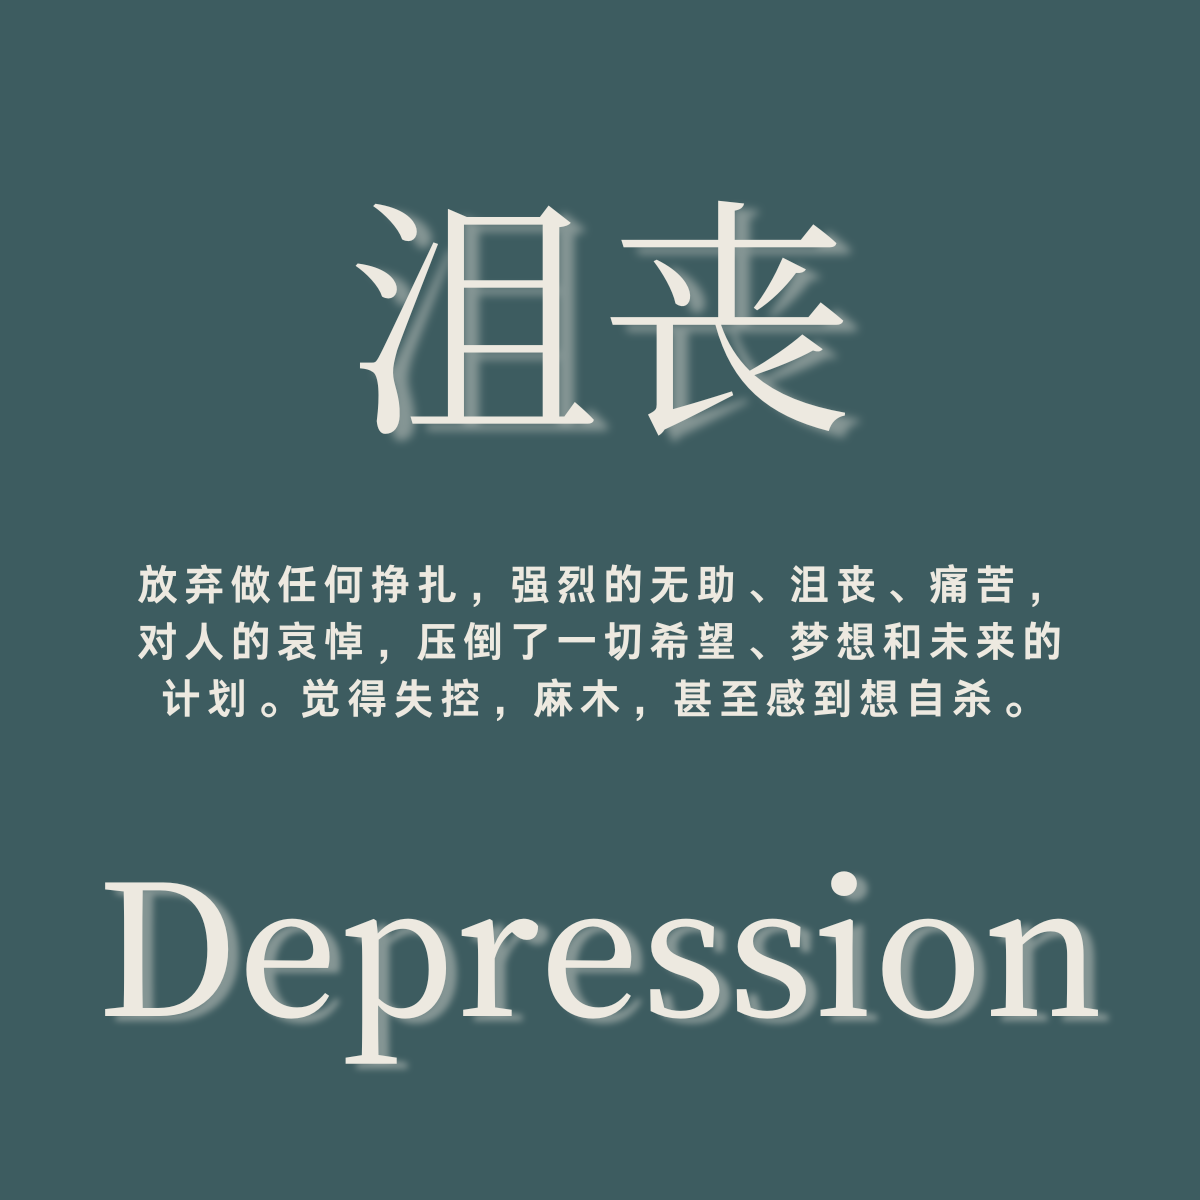 沮丧
放弃做任何挣扎，强烈的无助、沮丧、痛苦，
对人的哀悼，压倒了一切希望、梦想和未来的
计划。觉得失控，麻木，甚至感到想自杀。
Depression